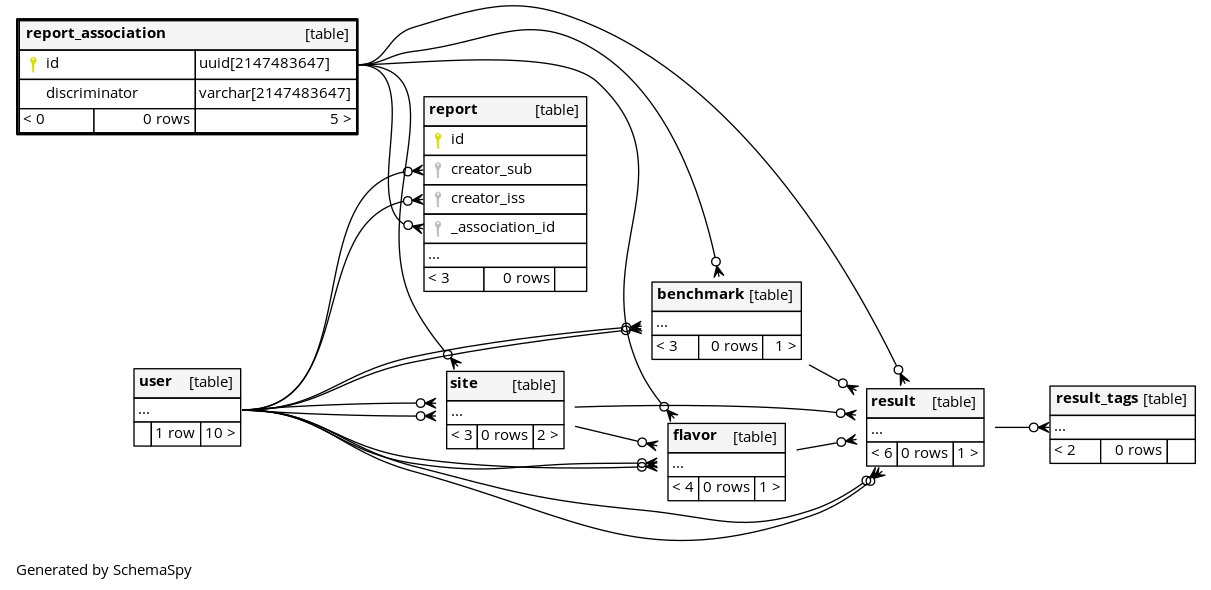 report_association [table]
id uuid[2147483647]
discriminator varchar[2147483647]
< 0 0 rows 5 >
report [table]
id
creator_sub
creator_iss
_association_id
...
< 3 0 rows
benchmark [table]
...
< 3 0 rows 1 >
user [table]
...
1 row 10 >
site [table]
...
< 3 0 rows 2 >
flavor [table]
...
< 4 0 rows 1 >
result [table]
...
< 6 0 rows 1 >
result_tags [table]
...
< 2 0 rows
Generated by SchemaSpy